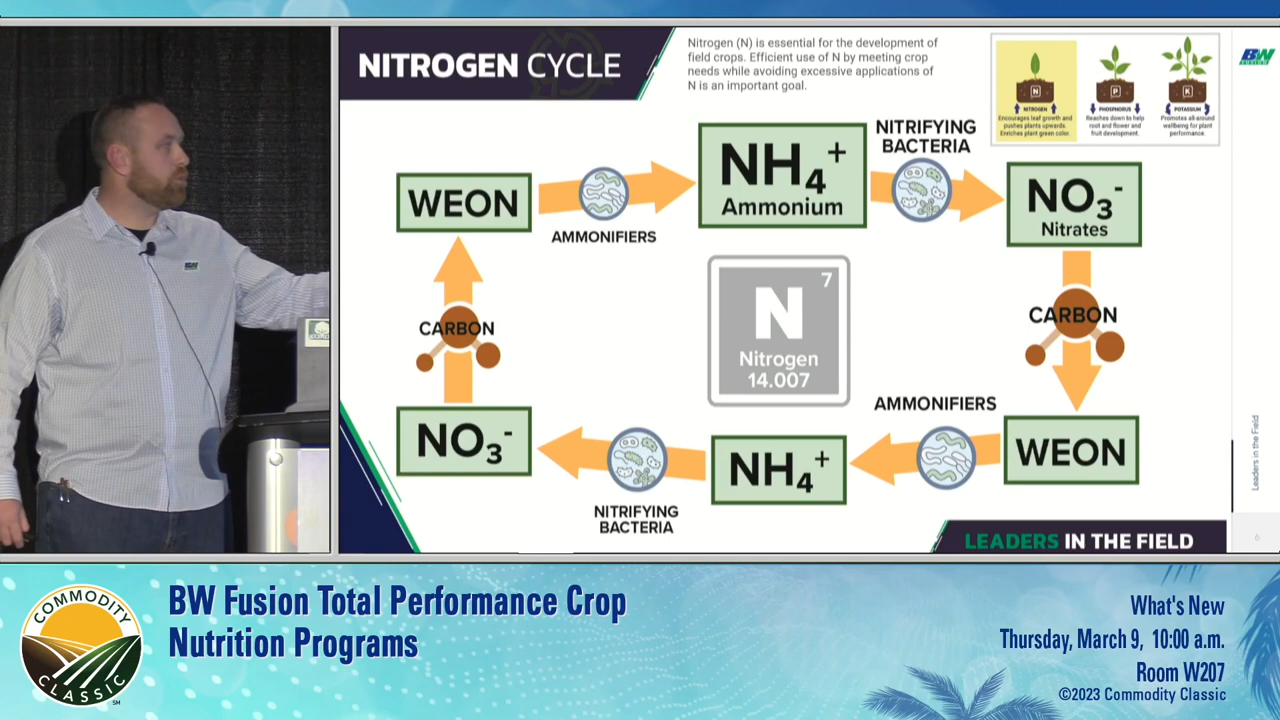 NITROGEN CYCLE
Nitrogen (N) is essential for the development of
field crops. Efficient use of N by meeting crop
needs while avoiding excessive applications of
N is an important goal.
N
NITROGEN
Encourages leaf growth and
pushes plants upwards.
Enriches plant green color.
P
PHOSPHORUS
Reaches down to help
root and flower and
fruit development.
K
POTASSIUM
Promotes all-around
wellbeing for plant
performance.
BW
FUSION
WEON
AMMONIFIERS
NH4+
Ammonium
NITRIFYING
BACTERIA
NO3-
Nitrates
CARBON
WEON
AMMONIFIERS
NH4+
NITRIFYING
BACTERIA
NO3-
CARBON
7
N
Nitrogen
14.007
Leaders in the Field
6
LEADERS IN THE FIELD
BW
COMMODITY
CLASSIC
SM
BW Fusion Total Performance Crop
Nutrition Programs
What's New
Thursday, March 9, 10:00 a.m.
Room W207
©2023 Commodity Classic